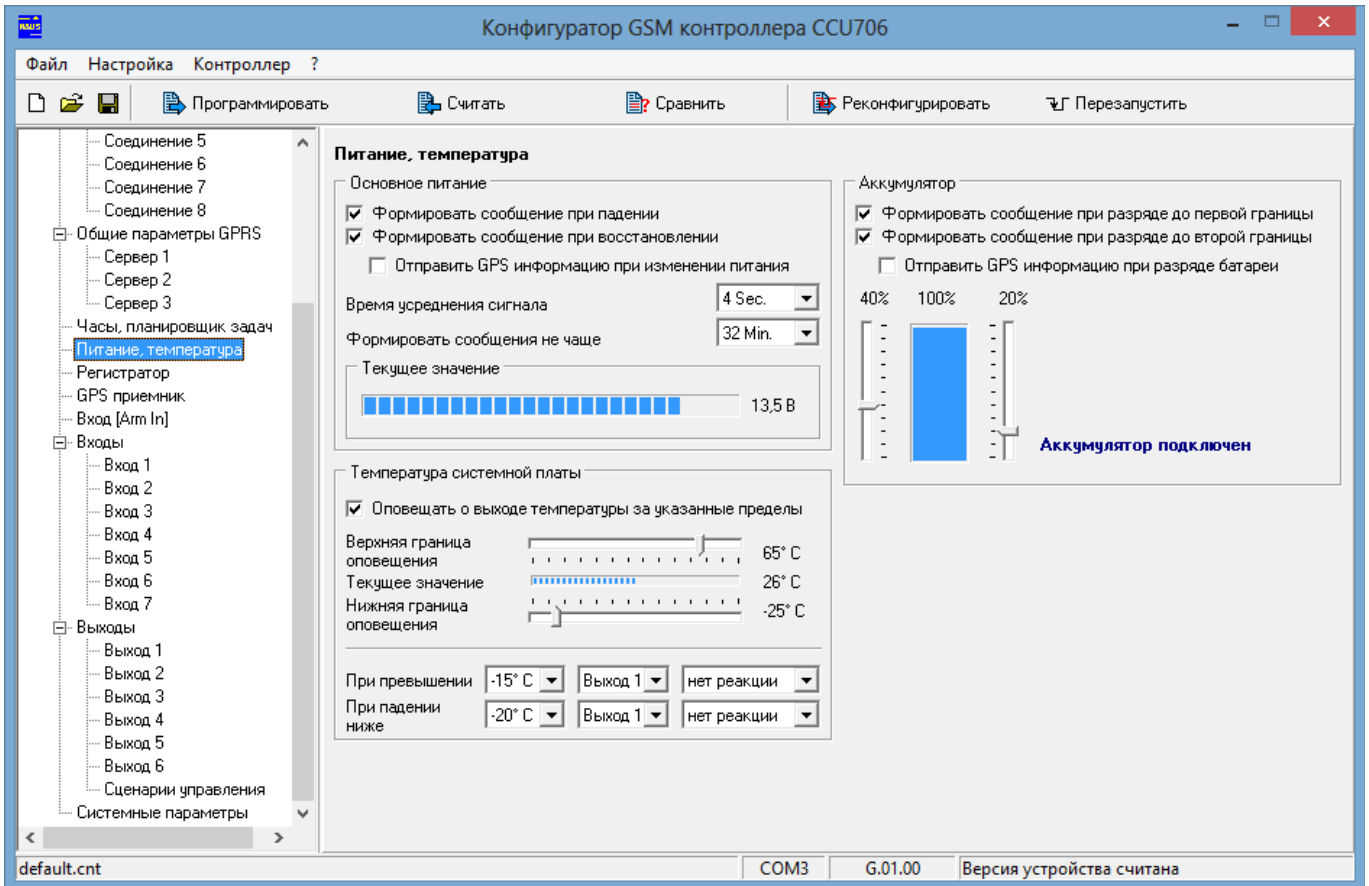 Конфигуратор GSM контроллера CCU706
Файл Настройка Контроллер ?
Программировать Считать Сравнить Реконфигурировать Перезапустить
Соединение 5
Соединение 6
Соединение 7
Соединение 8
Общие параметры GPRS
Сервер 1
Сервер 2
Сервер 3
Часы, планировщик задач
Питание, температура
Регистратор
GPS приемник
Вход [Arm In]
Входы
Вход 1
Вход 2
Вход 3
Вход 4
Вход 5
Вход 6
Вход 7
Выходы
Выход 1
Выход 2
Выход 3
Выход 4
Выход 5
Выход 6
Сценарии управления
Системные параметры
Питание, температура
Основное питание
Формировать сообщение при падении
Формировать сообщение при восстановлении
Отправить GPS информацию при изменении питания
Время усреднения сигнала 4 Sec.
Формировать сообщения не чаще 32 Min.
Текущее значение
13,5 В
Температура системной платы
Оповещать о выходе температуры за указанные пределы
Верхняя граница
оповещения 65° C
Текущее значение 26° C
Нижняя граница
оповещения -25° C
При превышении -15° C Выход 1 нет реакции
При падении
ниже -20° C Выход 1 нет реакции
Аккумулятор
Формировать сообщение при разряде до первой границы
Формировать сообщение при разряде до второй границы
Отправить GPS информацию при разряде батареи
40% 100% 20%
Аккумулятор подключен
default.cnt COM3 G.01.00 Версия устройства считана